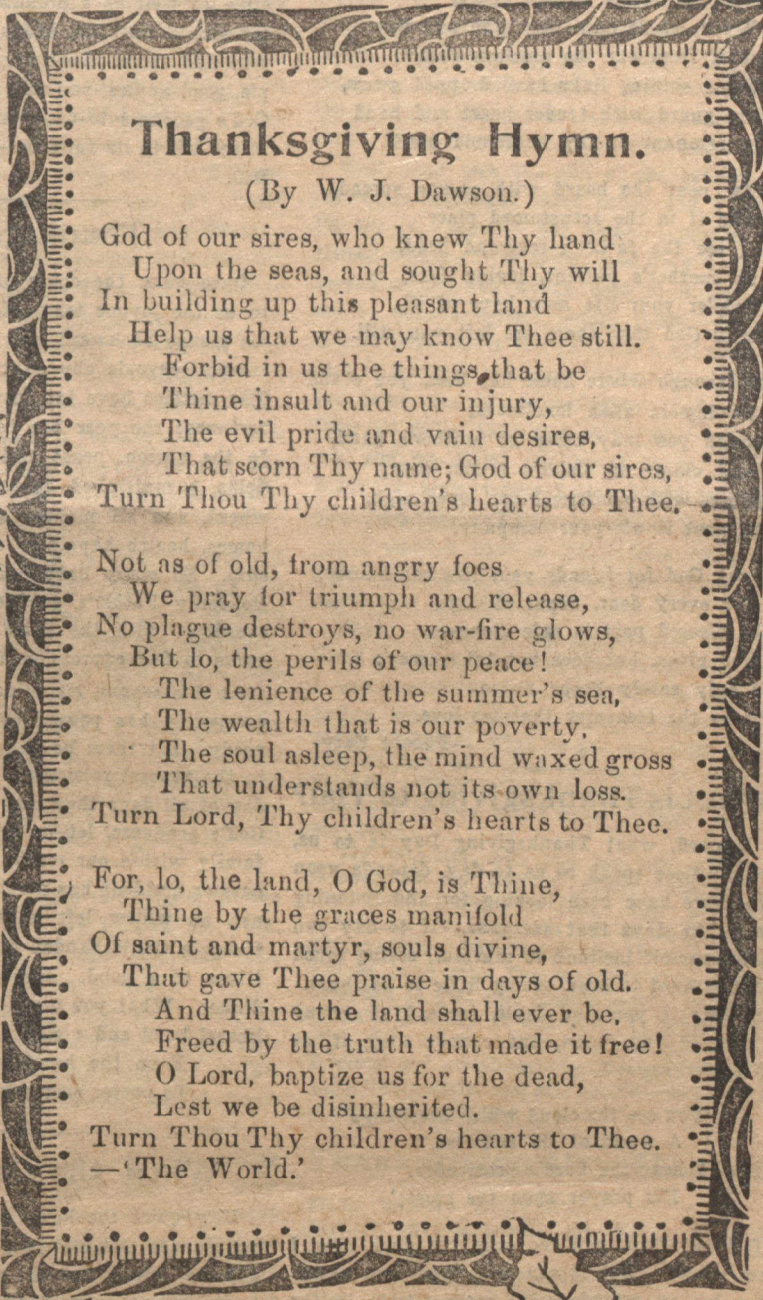 Thanksgiving Hymn.
(By W. J. Dawson.)
God of our sires, who knew Thy hand
Upon the seas, and sought Thy will
In building up this pleasant land
Help us that we may know Thee still.
Forbid in us the things that be
Thine insult and our injury,
The evil pride and vain desires,
That scorn Thy name; God of our sires,
Turn Thou Thy children's hearts to Thee.
Not as of old, from angry foes
We pray for triumph and release,
No plague destroys, no war-fire glows,
But lo, the perils of our peace!
The lenience of the summer's sea,
The wealth that is our poverty,
The soul asleep, the mind waxed gross
That understands not its own loss.
Turn Lord, Thy children's hearts to Thee.
For, lo, the land, O God, is Thine,
Thine by the graces manifold
Of saint and martyr, souls divine,
That gave Thee praise in days of old.
And Thine the land shall ever be,
Freed by the truth that made it free!
O Lord, baptize us for the dead,
Lest we be disinherited.
Turn Thou Thy children's hearts to Thee.
—'The World.'